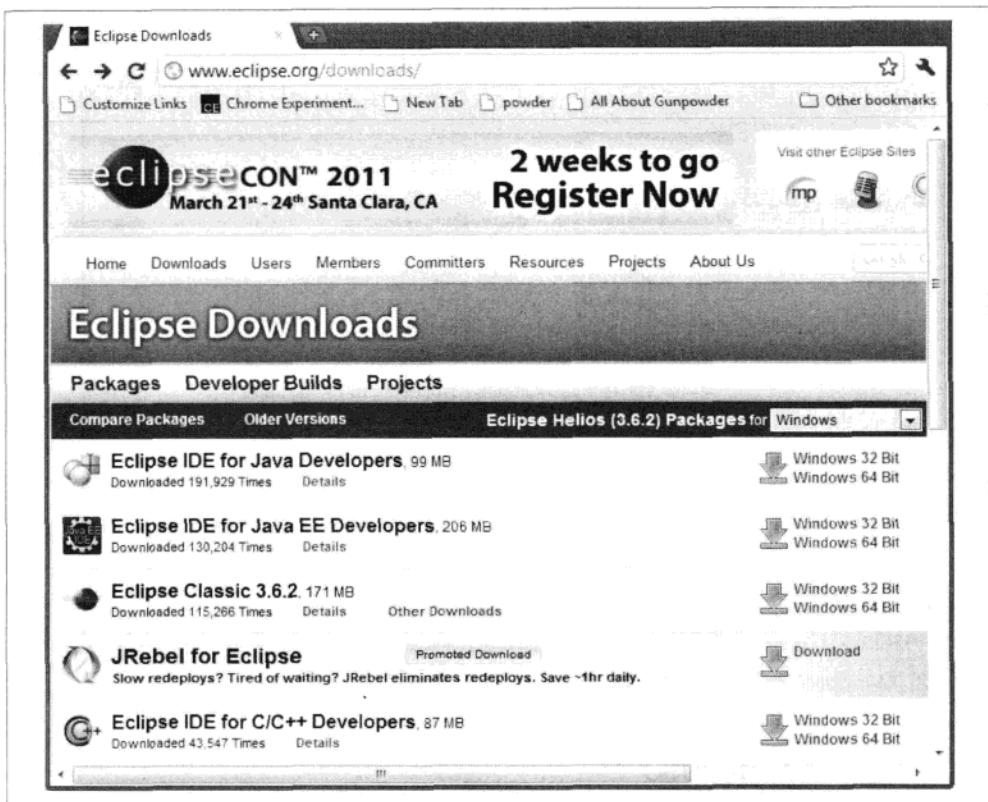 Eclipse Downloads
www.eclipse.org/downloads/
Customize Links CE Chrome Experiment... New Tab powder All About Gunpowder Other bookmarks
eclipse CON™ 2011
March 21st - 24th Santa Clara, CA
2 weeks to go
Register Now
Visit other Eclipse Sites
mp
Home Downloads Users Members Committers Resources Projects About Us
Eclipse Downloads
Packages Developer Builds Projects
Compare Packages Older Versions Eclipse Helios (3.6.2) Packages for Windows
Eclipse IDE for Java Developers, 99 MB
Downloaded 191,929 Times Details
Windows 32 Bit
Windows 64 Bit
Java EE
IDE
Eclipse IDE for Java EE Developers, 206 MB
Downloaded 130,204 Times Details
Windows 32 Bit
Windows 64 Bit
Eclipse Classic 3.6.2, 171 MB
Downloaded 115,266 Times Details Other Downloads
Windows 32 Bit
Windows 64 Bit
JRebel for Eclipse Promoted Download
Slow redeploys? Tired of waiting? JRebel eliminates redeploys. Save ~1hr daily.
Download
C++
Eclipse IDE for C/C++ Developers, 87 MB
Downloaded 43,547 Times Details
Windows 32 Bit
Windows 64 Bit